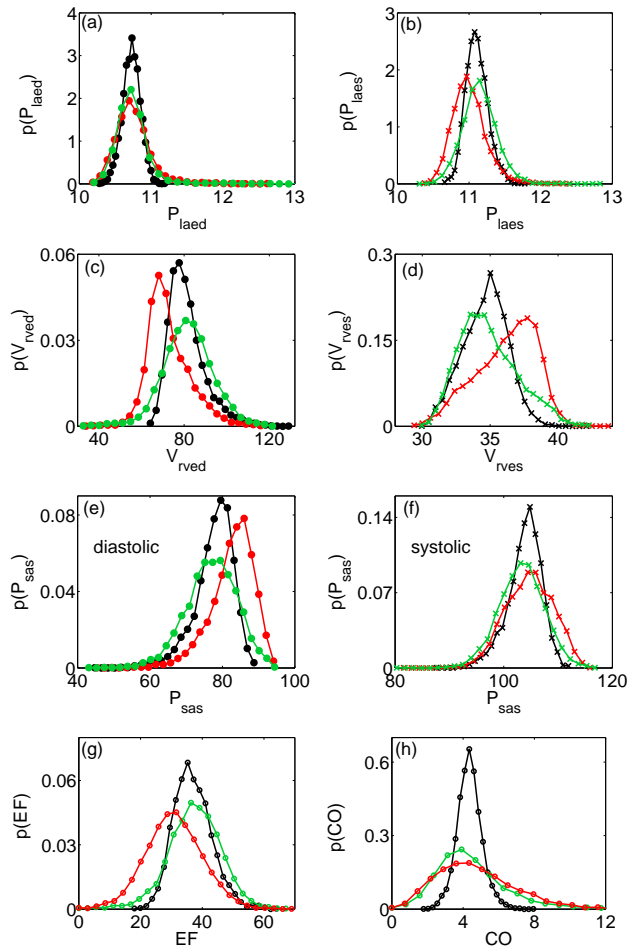 (a)
(b)
p(P_laed)
4
3
2
1
0
10
11
12
13
P_laed
p(P_laes)
3
2
1
0
10
11
12
13
P_laes
(c)
(d)
p(V_rved)
0.06
0.03
0
40
80
120
V_rved
p(V_rves)
0.3
0.15
0
30
35
40
V_rves
(e)
diastolic
(f)
systolic
p(P_sas)
0.08
0.04
0
40
60
80
100
P_sas
p(P_sas)
0.14
0.07
0
80
100
120
P_sas
(g)
(h)
p(EF)
0.06
0.03
0
0
20
40
60
EF
p(CO)
0.6
0.3
0
0
4
8
12
CO